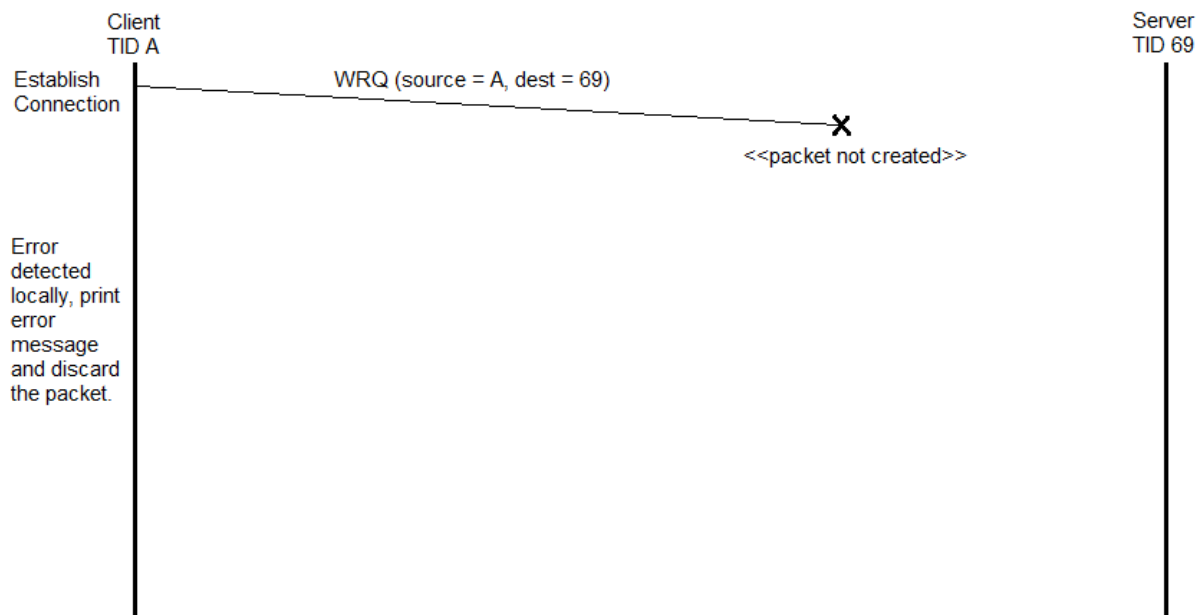 Client
TID A
Server
TID 69
Establish
Connection
WRQ (source = A, dest = 69)
<<packet not created>>
Error
detected
locally, print
error
message
and discard
the packet.